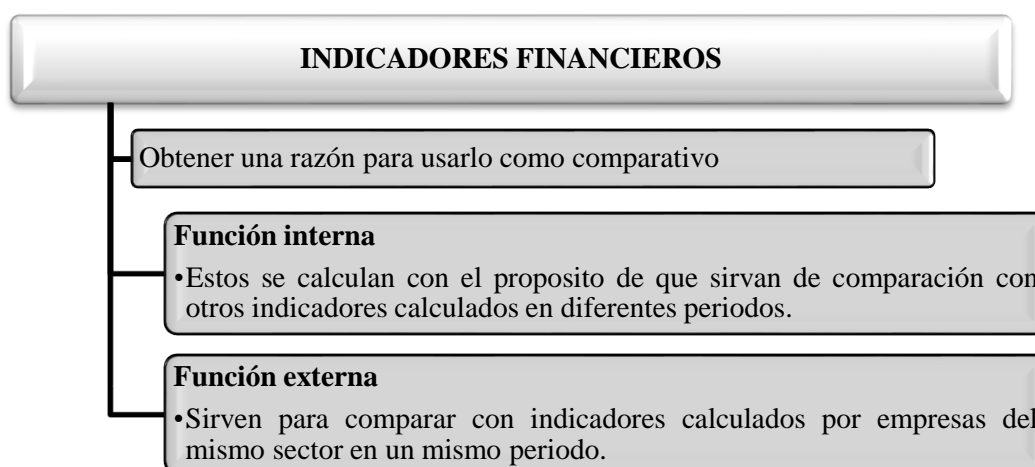 INDICADORES FINANCIEROS
Obtener una razón para usarlo como comparativo
Función interna
•Estos se calculan con el proposito de que sirvan de comparación con
otros indicadores calculados en diferentes periodos.
Función externa
•Sirven para comparar con indicadores calculados por empresas del
mismo sector en un mismo periodo.